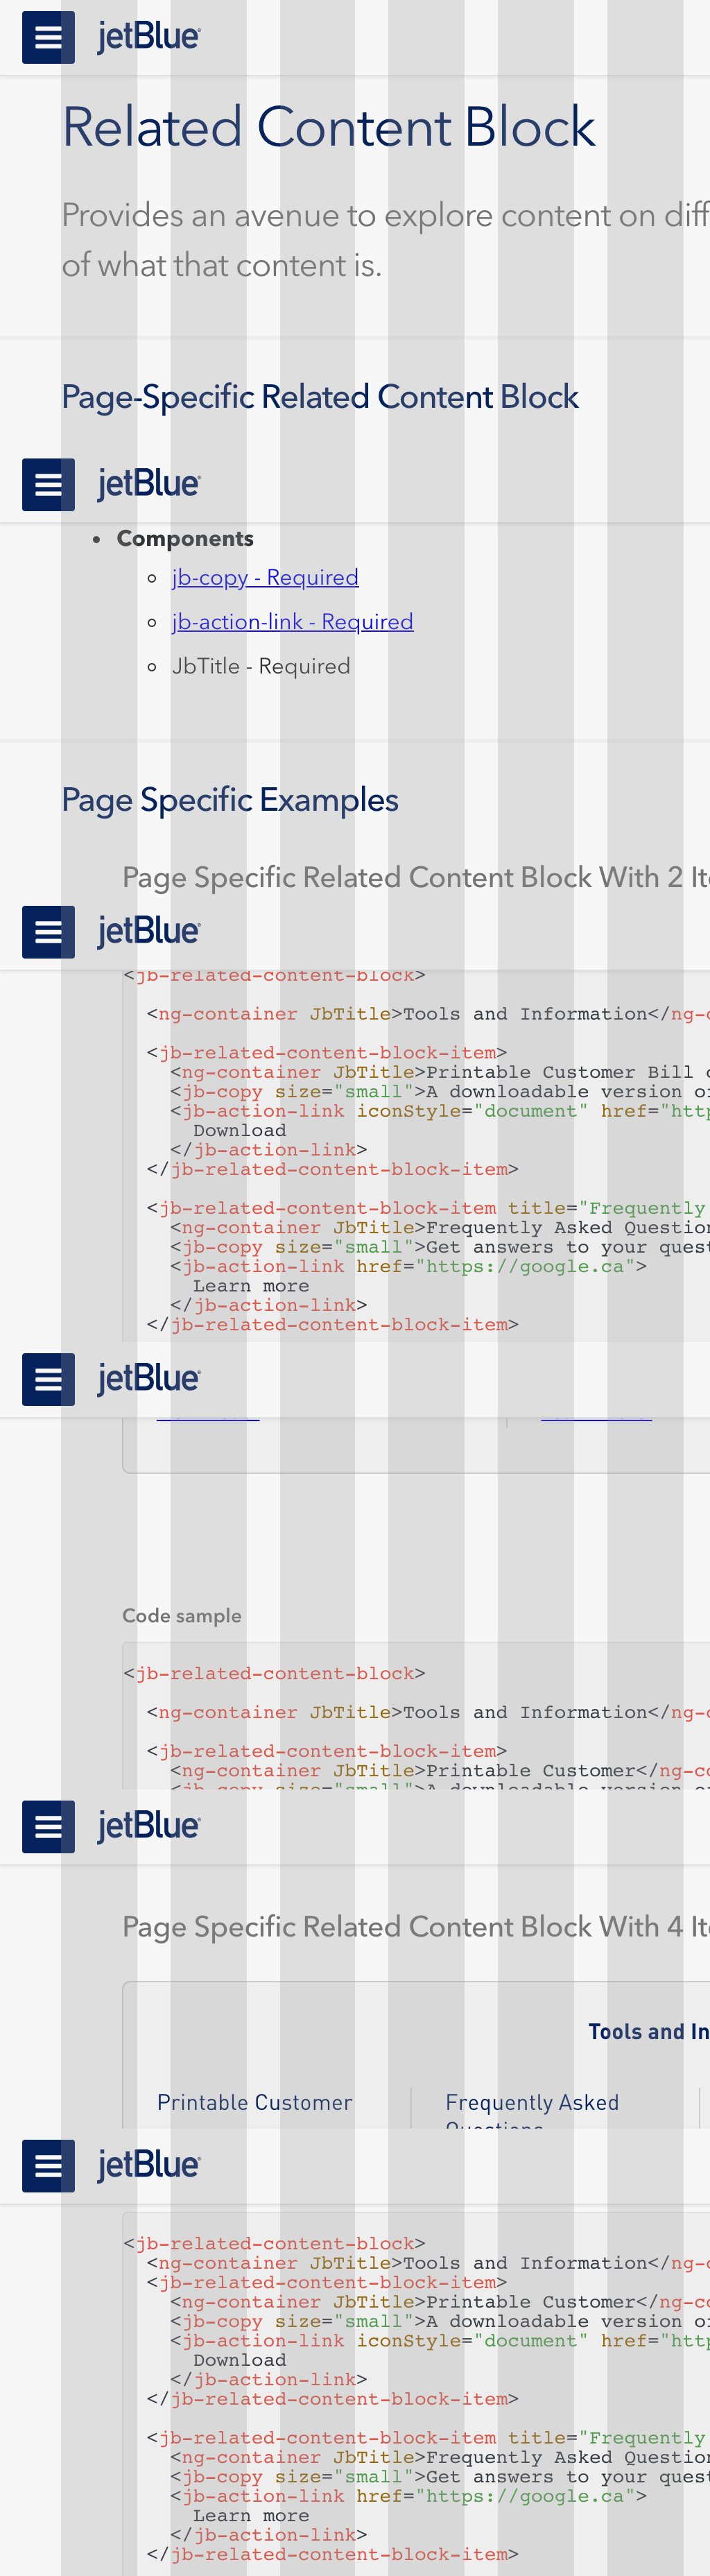 jetBlue
Related Content Block
Provides an avenue to explore content on diff
of what that content is.
Page-Specific Related Content Block
jetBlue
• Components
jb-copy - Required
jb-action-link - Required
JbTitle - Required
Page Specific Examples
Page Specific Related Content Block With 2 It
jetBlue
<jb-related-content-block>
<ng-container JbTitle>Tools and Information</ng-c
<jb-related-content-block-item>
<ng-container JbTitle>Printable Customer Bill
<jb-copy size="small">A downloadable version o
<jb-action-link iconStyle="document" href="http
Download
</jb-action-link>
</jb-related-content-block-item>
<jb-related-content-block-item title="Frequently
<ng-container JbTitle>Frequently Asked Question
<jb-copy size="small">Get answers to your quest
<jb-action-link href="https://google.ca">
Learn more
</jb-action-link>
</jb-related-content-block-item>
jetBlue
Code sample
<jb-related-content-block>
<ng-container JbTitle>Tools and Information</ng-c
<jb-related-content-block-item>
<ng-container JbTitle>Printable Customer</ng-co
<jb-copy size="small">A downloadable version o
jetBlue
Page Specific Related Content Block With 4 It
Tools and In
Printable Customer
Frequently Asked
Questions
jetBlue
<jb-related-content-block>
<ng-container JbTitle>Tools and Information</ng-c
<jb-related-content-block-item>
<ng-container JbTitle>Printable Customer</ng-co
<jb-copy size="small">A downloadable version o
<jb-action-link iconStyle="document" href="http
Download
</jb-action-link>
</jb-related-content-block-item>
<jb-related-content-block-item title="Frequently
<ng-container JbTitle>Frequently Asked Question
<jb-copy size="small">Get answers to your quest
<jb-action-link href="https://google.ca">
Learn more
</jb-action-link>
</jb-related-content-block-item>